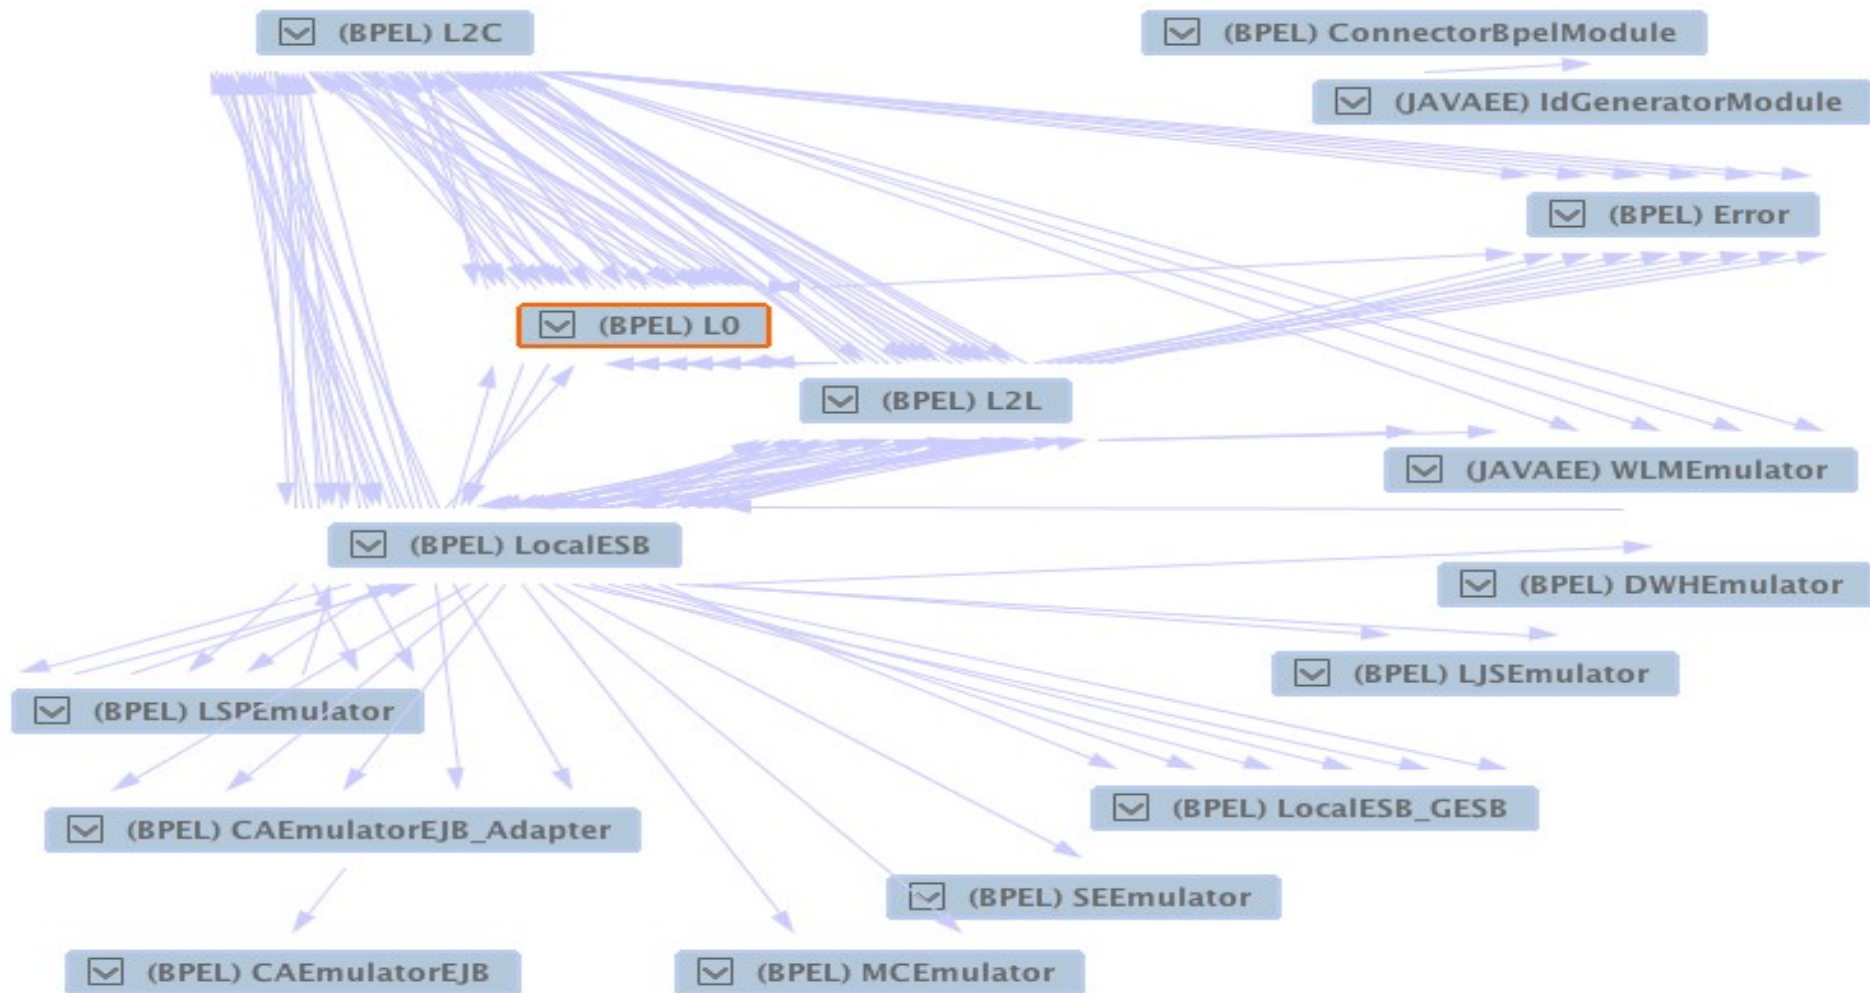 (BPEL) L2C
(BPEL) ConnectorBpelModule
(JAVAEE) IdGeneratorModule
(BPEL) Error
(BPEL) L0
(BPEL) L2L
(JAVAEE) WLMEmulator
(BPEL) LocalESB
(BPEL) DWHEmulator
(BPEL) LJSEmulator
(BPEL) LSPEmulator
(BPEL) LocalESB_GESB
(BPEL) CAEmulatorEJB_Adapter
(BPEL) SEEmulator
(BPEL) CAEmulatorEJB
(BPEL) MCEmulator